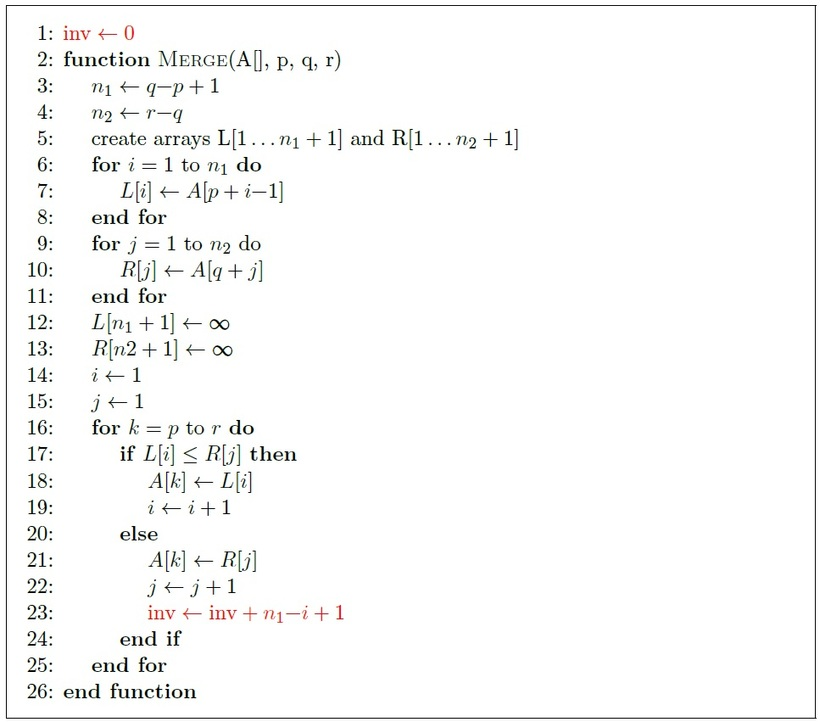 1: inv ← 0
2: function MERGE(A[], p, q, r)
3: n₁ ← q−p + 1
4: n₂ ← r−q
5: create arrays L[1...n₁ + 1] and R[1...n₂ + 1]
6: for i = 1 to n₁ do
7: L[i] ← A[p + i−1]
8: end for
9: for j = 1 to n₂ do
10: R[j] ← A[q + j]
11: end for
12: L[n₁ + 1] ← ∞
13: R[n2 + 1] ← ∞
14: i ← 1
15: j ← 1
16: for k = p to r do
17: if L[i] ≤ R[j] then
18: A[k] ← L[i]
19: i ← i + 1
20: else
21: A[k] ← R[j]
22: j ← j + 1
23: inv ← inv + n₁−i + 1
24: end if
25: end for
26: end function